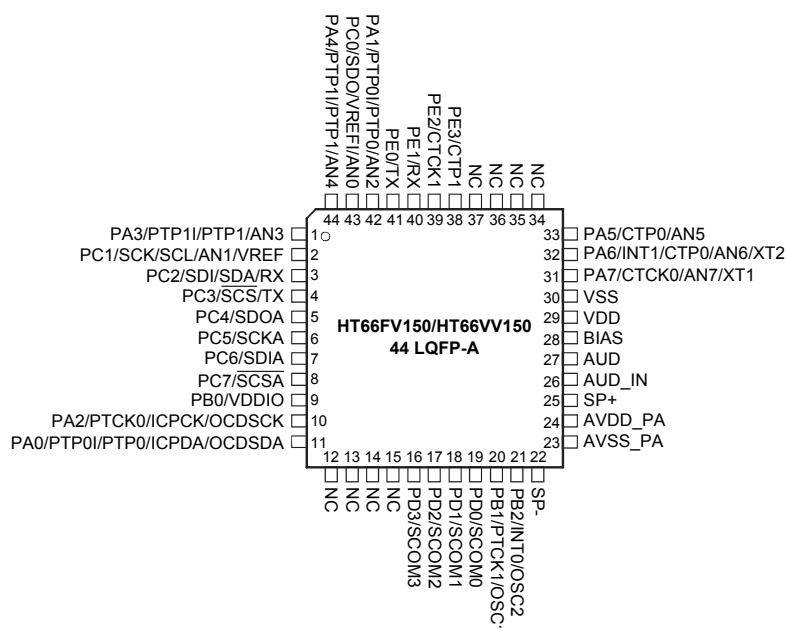 PA4/PTP1I/PTP1/AN4
PC0/SDO/VREFI/AN0
PA1/PTP0I/PTP0/AN2
PE0/TX
PE1/RX
PE2/CTCK1
PE3/CTP1
NC
NC
NC
NC
44 43 42 41 40 39 38 37 36 35 34
PA3/PTP1I/PTP1/AN3 1
PC1/SCK/SCL/AN1/VREF 2
PC2/SDI/SDA/RX 3
PC3/SCS/TX 4
PC4/SDOA 5
PC5/SCKA 6
PC6/SDIA 7
PC7/SCSA 8
PB0/VDDIO 9
PA2/PTCK0/ICPCK/OCDSCK 10
PA0/PTP0I/PTP0/ICPDA/OCDSDA 11
HT66FV150/HT66VV150
44 LQFP-A
33 PA5/CTP0/AN5
32 PA6/INT1/CTP0/AN6/XT2
31 PA7/CTCK0/AN7/XT1
30 VSS
29 VDD
28 BIAS
27 AUD
26 AUD_IN
25 SP+
24 AVDD_PA
23 AVSS_PA
12 13 14 15 16 17 18 19 20 21 22
NC
NC
NC
NC
PD3/SCOM3
PD2/SCOM2
PD1/SCOM1
PD0/SCOM0
PB1/PTCK1/OSC1
PB2/INT0/OSC2
SP-